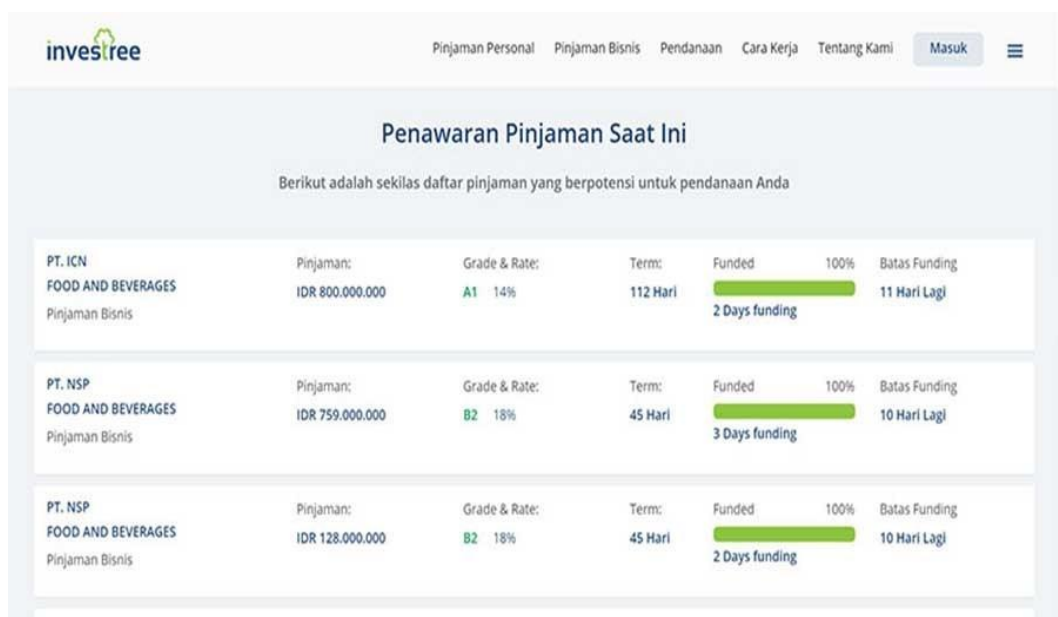 investree
Pinjaman Personal Pinjaman Bisnis Pendanaan Cara Kerja Tentang Kami Masuk
Penawaran Pinjaman Saat Ini
Berikut adalah sekilas daftar pinjaman yang berpotensi untuk pendanaan Anda
PT. ICN Pinjaman: Grade & Rate: Term: Funded 100% Batas Funding
FOOD AND BEVERAGES IDR 800.000.000 A1 14% 112 Hari 11 Hari Lagi
Pinjaman Bisnis 2 Days funding
PT. NSP Pinjaman: Grade & Rate: Term: Funded 100% Batas Funding
FOOD AND BEVERAGES IDR 759.000.000 B2 18% 45 Hari 10 Hari Lagi
Pinjaman Bisnis 3 Days funding
PT. NSP Pinjaman: Grade & Rate: Term: Funded 100% Batas Funding
FOOD AND BEVERAGES IDR 128.000.000 B2 18% 45 Hari 10 Hari Lagi
Pinjaman Bisnis 2 Days funding